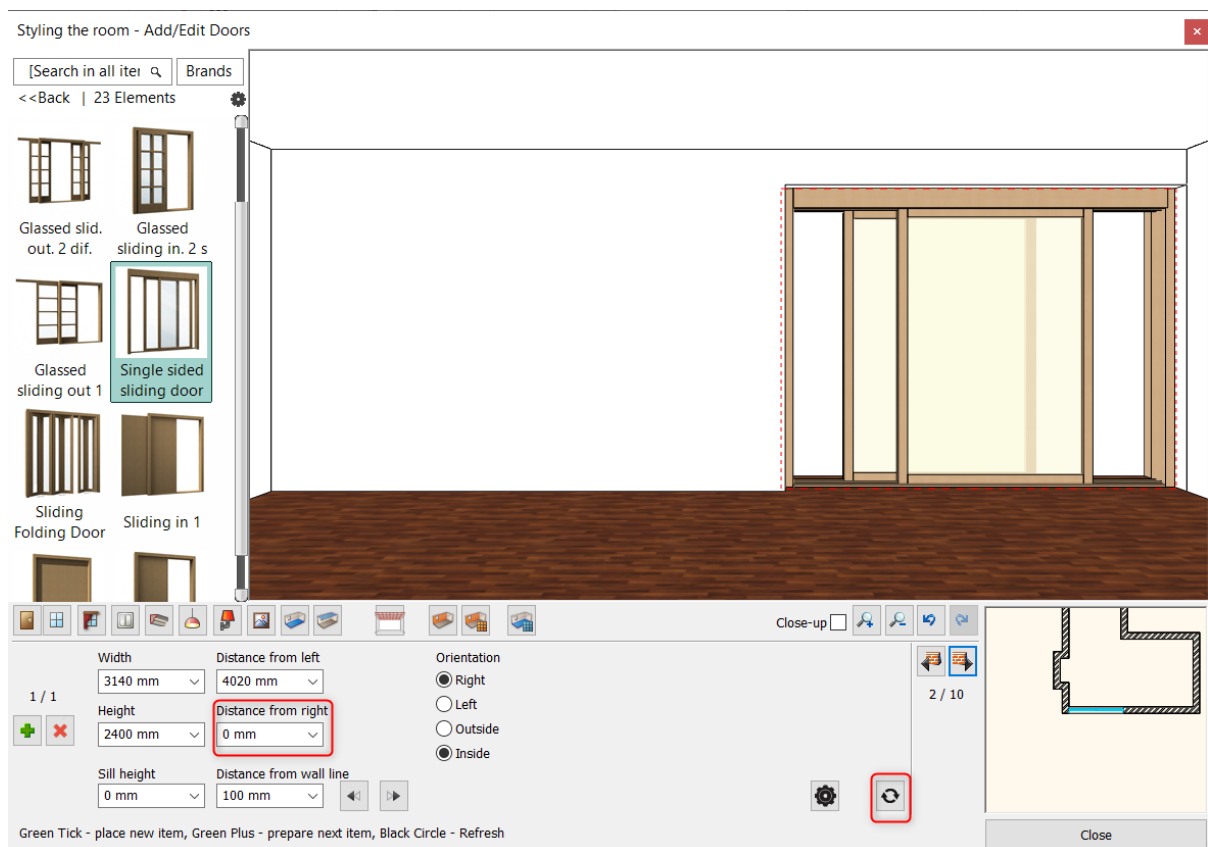 Styling the room - Add/Edit Doors
[Search in all iter
Brands
<<Back | 23 Elements
Glassed slid.
out. 2 dif.
Glassed
sliding in. 2 s
Glassed
sliding out 1
Single sided
sliding door
Sliding
Folding Door
Sliding in 1
Close-up
Width
Distance from left
Orientation
3140 mm
4020 mm
Right
1 / 1
Left
2 / 10
Height
Distance from right
2400 mm
0 mm
Outside
Inside
Sill height
Distance from wall line
0 mm
100 mm
Green Tick - place new item, Green Plus - prepare next item, Black Circle - Refresh
Close